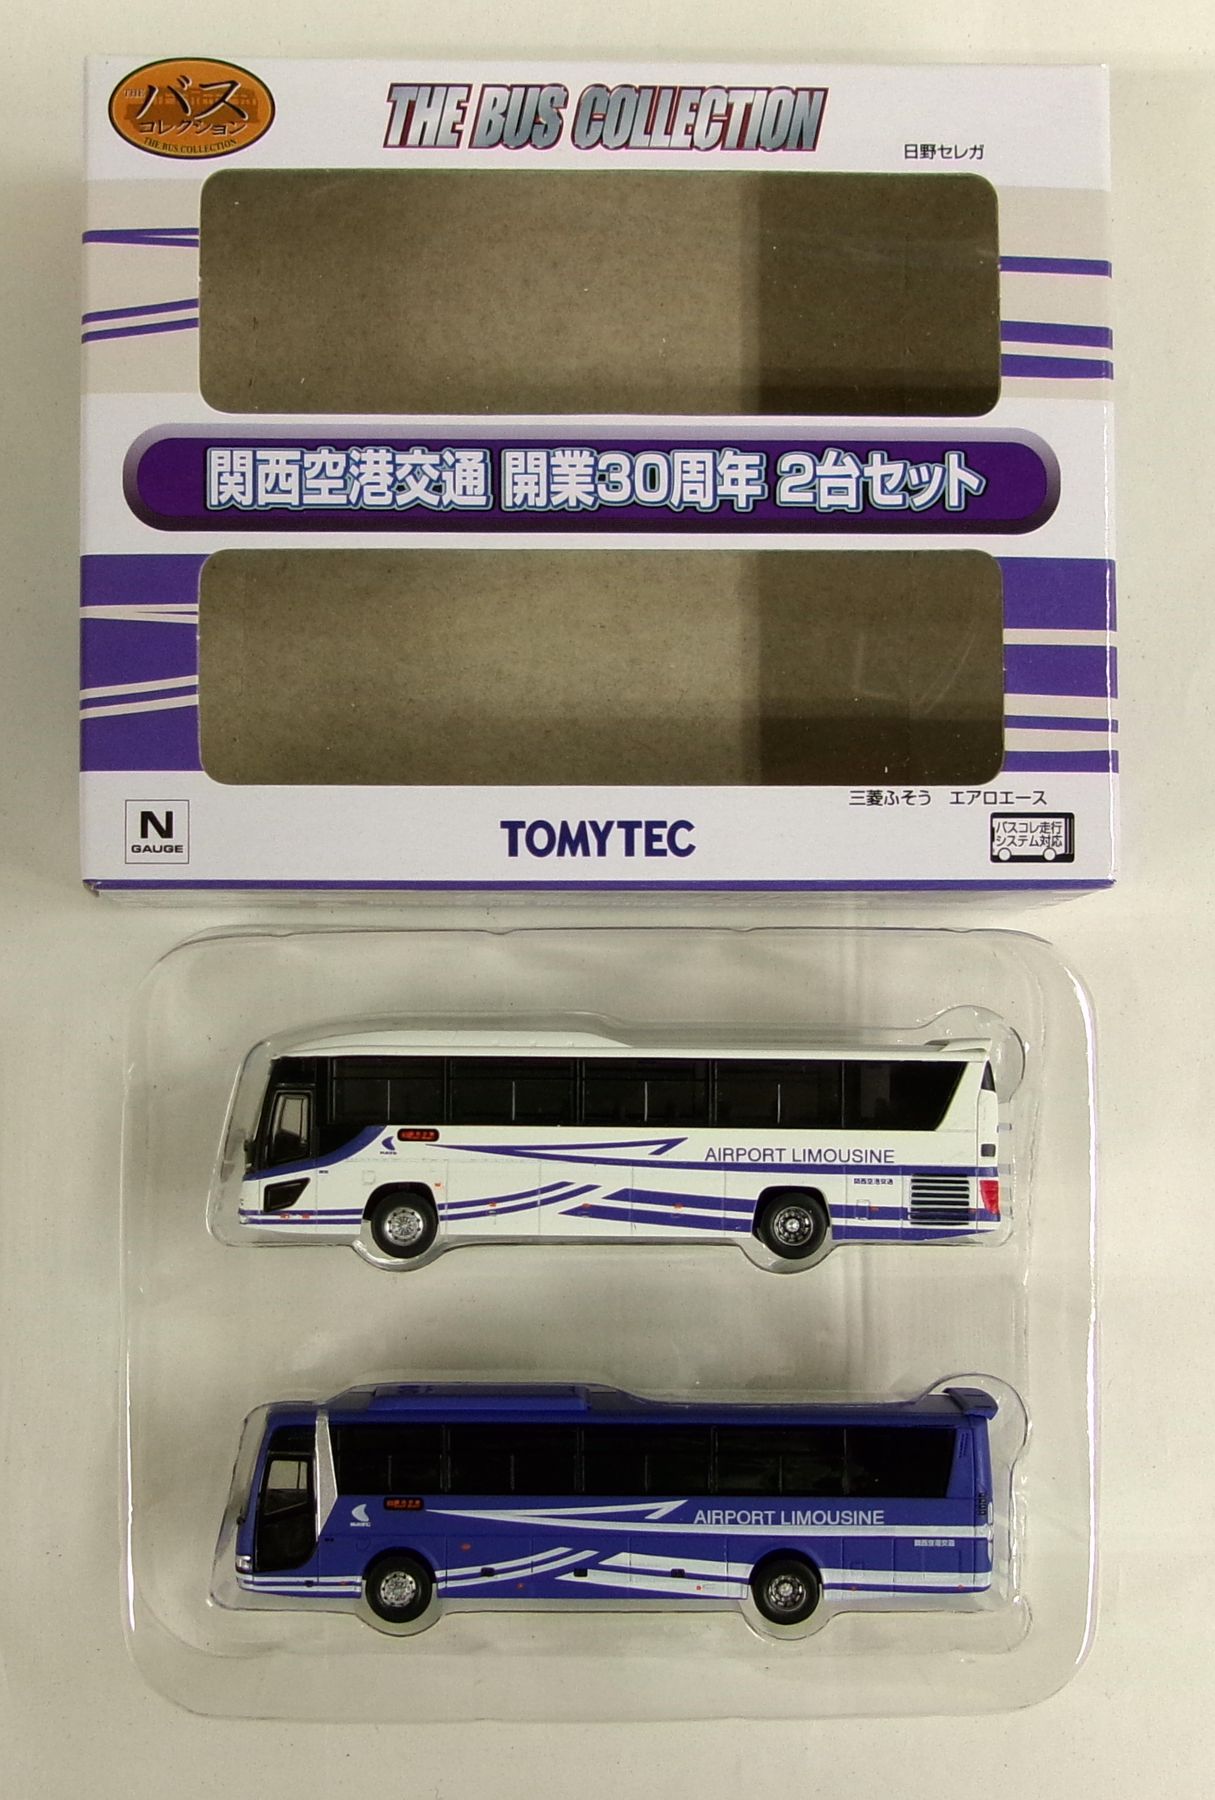 THE
バス
コレクション
THE BUS COLLECTION
THE BUS COLLECTION
日野セレガ
関西空港交通 開業30周年 2台セット
三菱ふそう エアロエース
N
GAUGE
TOMYTEC
バスコレ走行
システム対応
AIRPORT LIMOUSINE
関西空港交通
AIRPORT LIMOUSINE
関西空港交通